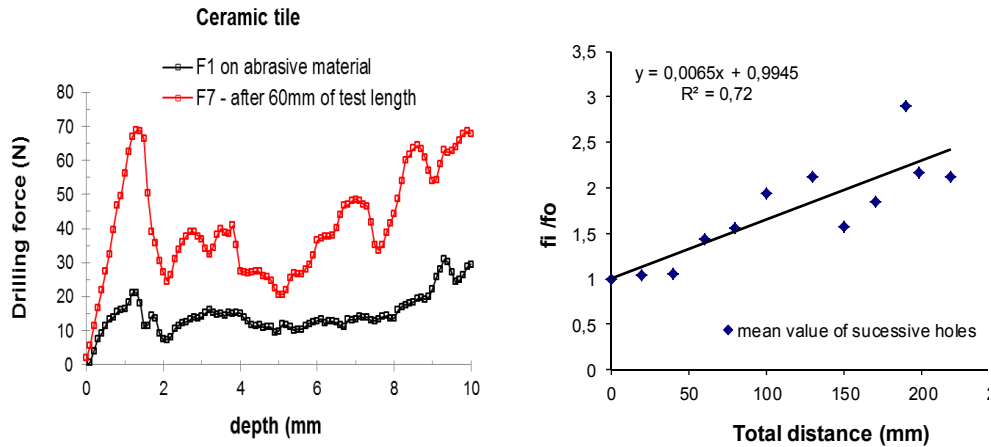 Ceramic tile
F1 on abrasive material
F7 - after 60mm of test length
Drilling force (N)
80
70
60
50
40
30
20
10
0
0
2
4
6
8
10
depth (mm
fi /fo
3,5
3
2,5
2
1,5
1
0,5
0
y = 0,0065x + 0,9945
R² = 0,72
mean value of sucessive holes
0
50
100
150
200
2
Total distance (mm)